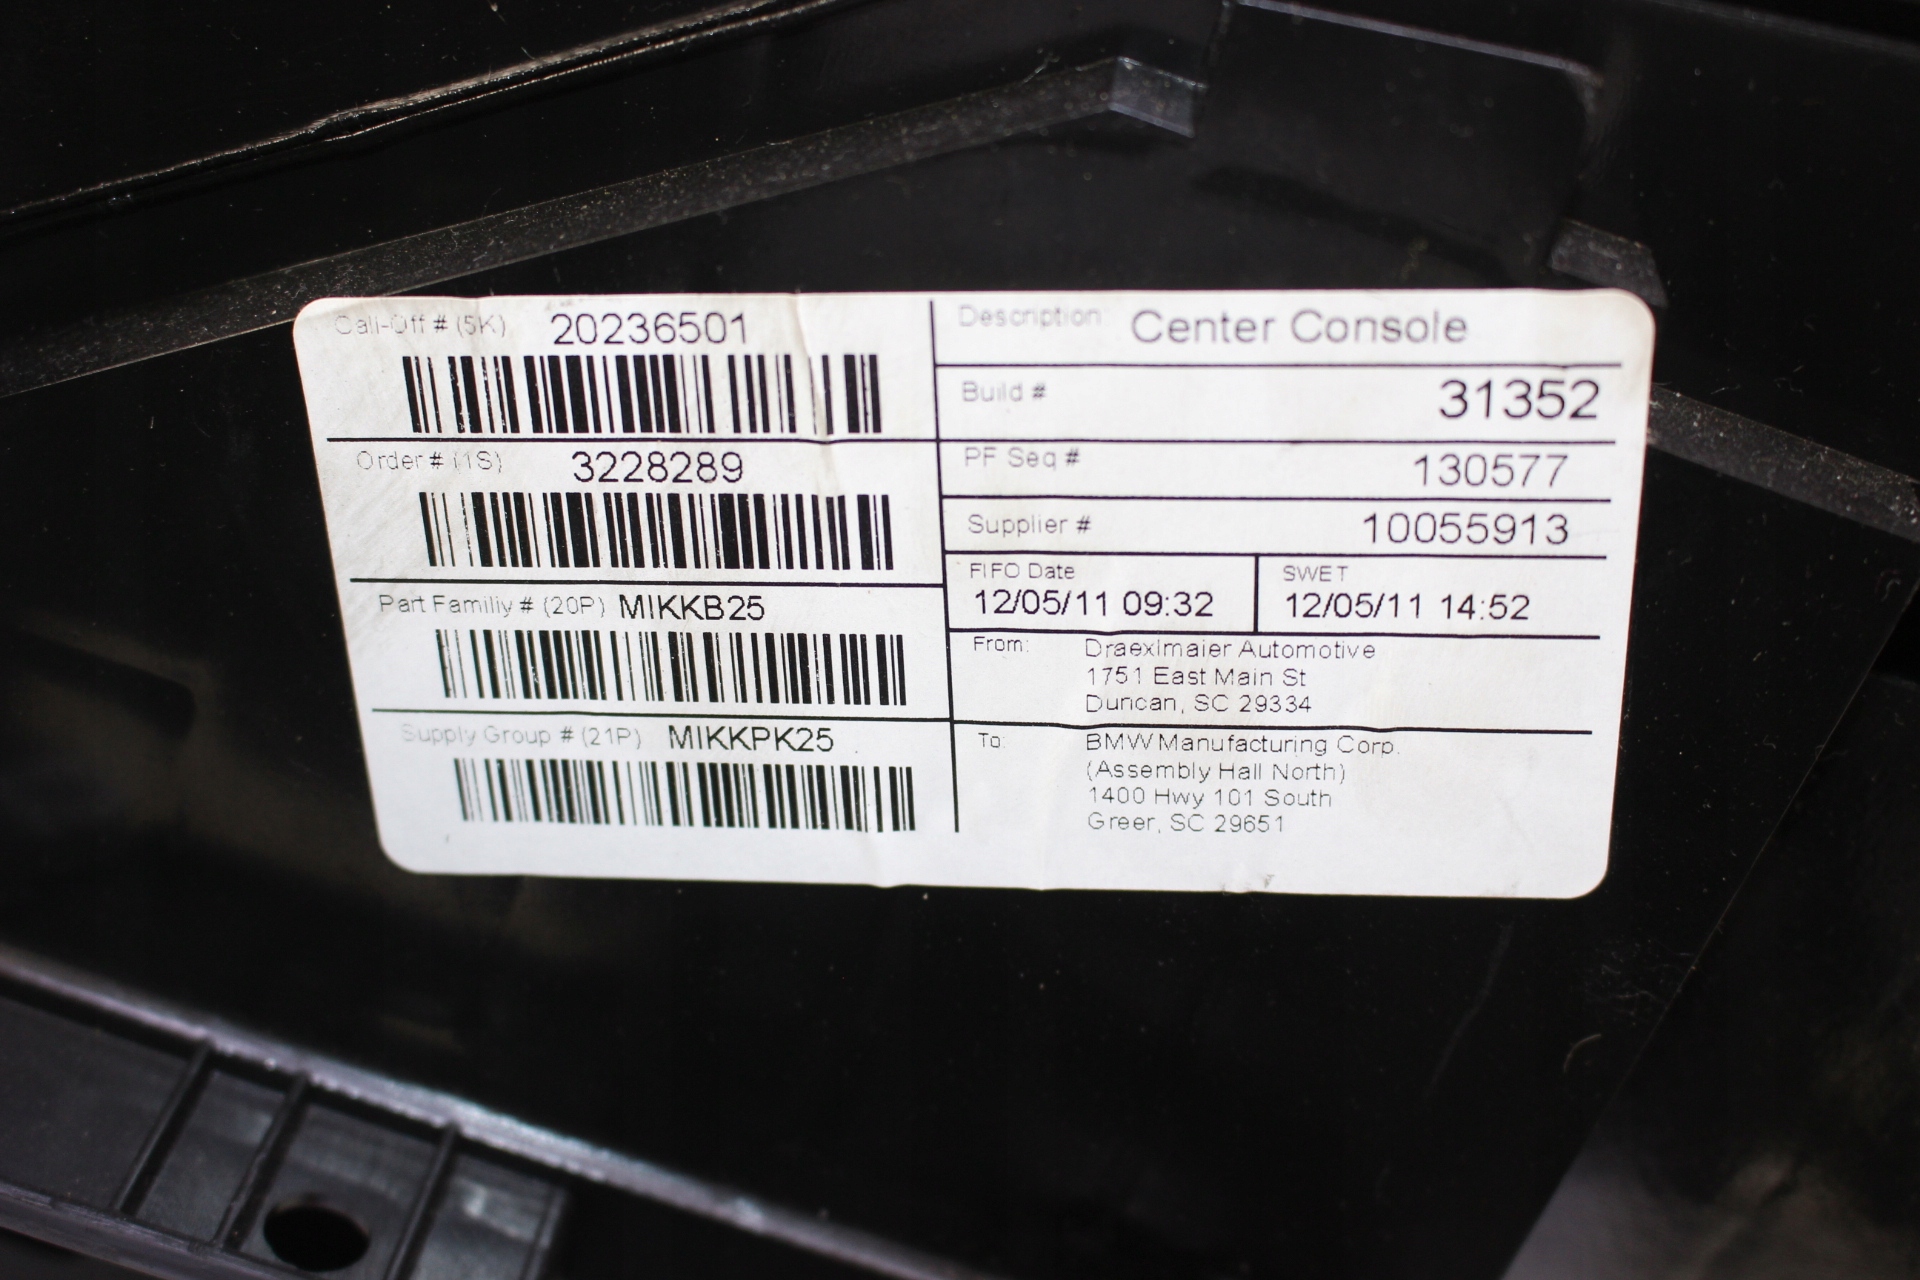 Call-Off # (5K) 20236501
Order # (1S) 3228289
Part Familiy # (20P) MIKKB25
Supply Group # (21P) MIKKPK25
Description: Center Console
Build # 31352
PF Seq # 130577
Supplier # 10055913
FIFO Date
12/05/11 09:32
SWET
12/05/11 14:52
From: Draexlmaier Automotive
1751 East Main St
Duncan, SC 29334
To: BMW Manufacturing Corp.
(Assembly Hall North)
1400 Hwy 101 South
Greer, SC 29651